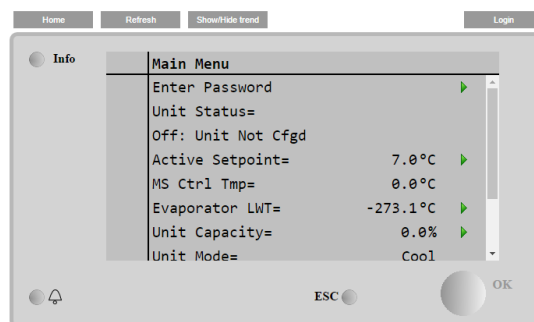 Home Refresh Show/Hide trend Login
Info
Main Menu
Enter Password
Unit Status=
Off: Unit Not Cfgd
Active Setpoint= 7.0°C
MS Ctrl Tmp= 0.0°C
Evaporator LWT= -273.1°C
Unit Capacity= 0.0%
Unit Mode= Cool
ESC
OK